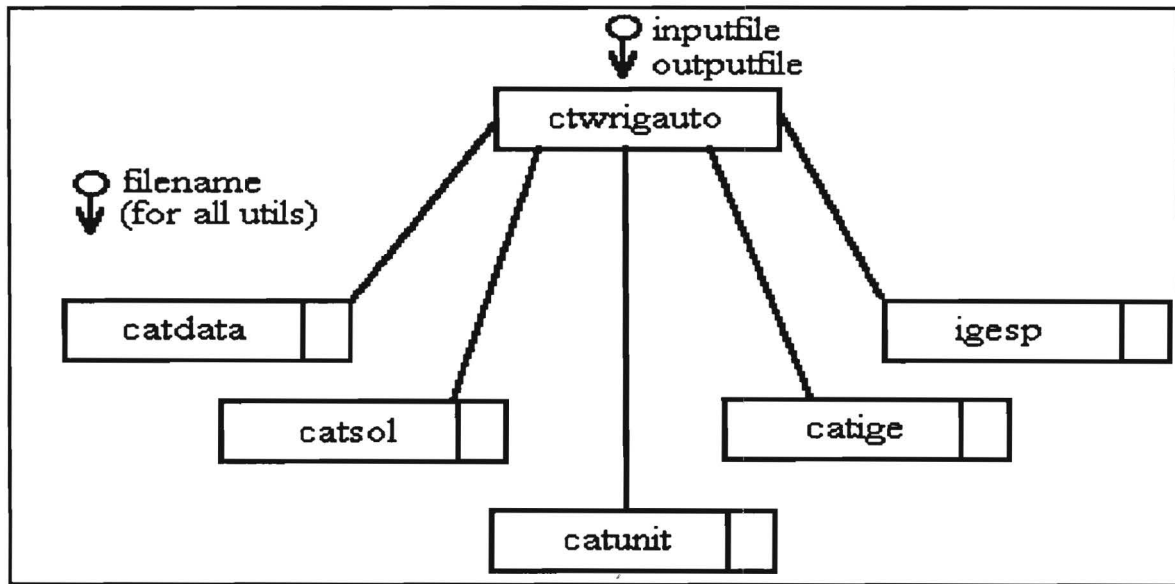 inputfile
outputfile
ctwrigauto
filename
(for all utils)
catdata
igesp
catsol
catige
catunit